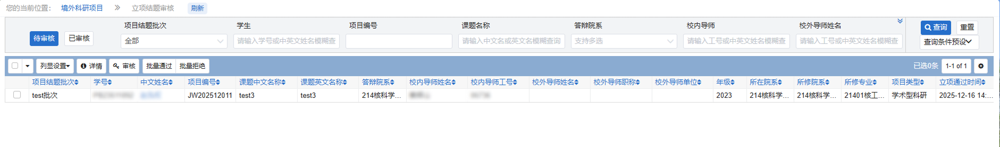 您的当前位置： 境外科研项目 » 立项结题审核 刷新
项目结题批次 学生 项目编号 课题名称 答辩院系 校内导师 校外导师姓名
待审核 已审核 全部 请输入学号或中英文姓名模糊查 请输入中文名或英文名模糊查询 支持多选 请输入工号或中英文姓名模糊查 请输入工号或中英文姓名模糊查
查询 重置
查询条件预设
列显设置 详情 审核 批量通过 批量拒绝 已选0条 1-1 of 1
项目结题批次 学号 中文姓名 项目编号 课题中文名称 课题英文名称 答辩院系 校内导师姓名 校内导师工号 校外导师姓名 校外导师职称 校外导师单位 年级 所在院系 所修院系 所修专业 项目类型 立项通过时间
test批次 JW202512011 test3 test3 214核科学... 2023 214核科学... 214核科学... 21401核工... 学术型科研 2025-12-16 14:...